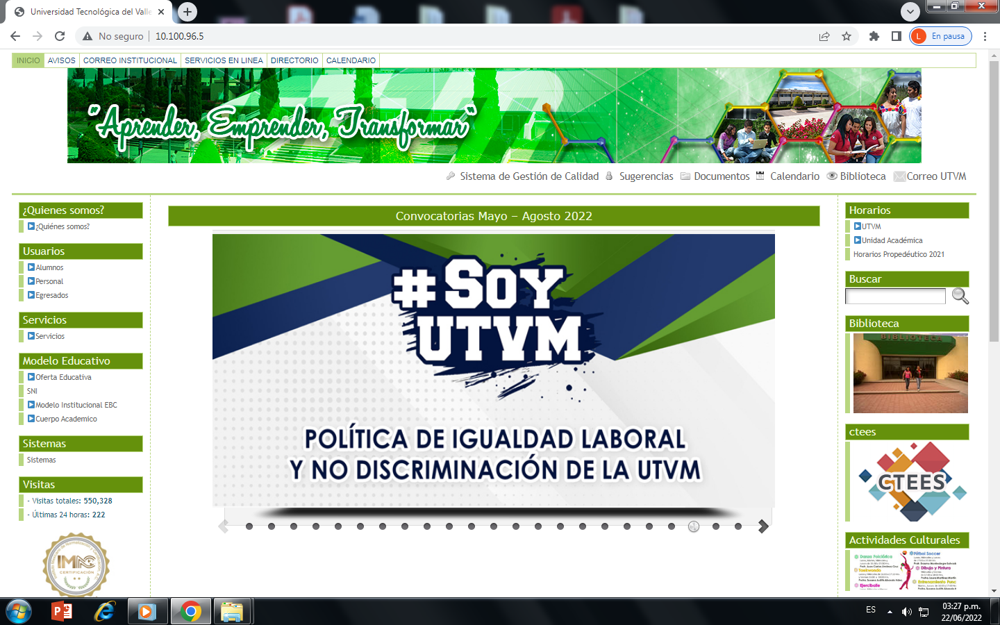 Universidad Tecnológica del Valle
No seguro
10.100.96.5
L
En pausa
INICIO
AVISOS
CORREO INSTITUCIONAL
SERVICIOS EN LINEA
DIRECTORIO
CALENDARIO
"Aprender, Emprender, Transformar"
Sistema de Gestión de Calidad
Sugerencias
Documentos
Calendario
Biblioteca
Correo UTVM
¿Quienes somos?
¿Quiénes somos?
Usuarios
Alumnos
Personal
Egresados
Servicios
Servicios
Modelo Educativo
Oferta Educativa
SNI
Modelo Institucional EBC
Cuerpo Academico
Sistemas
Sistemas
Visitas
- Visitas totales: 550,328
- Últimas 24 horas: 222
IMNC
CERTIFICACIÓN
Convocatorias Mayo – Agosto 2022
#SOY
UTVM
POLÍTICA DE IGUALDAD LABORAL
Y NO DISCRIMINACIÓN DE LA UTVM
Horarios
UTVM
Unidad Académica
Horarios Propedéutico 2021
Buscar
Biblioteca
BIBLIOTECA
ctees
CTEES
Actividades Culturales
Danza Folclórica
Fútbol Soccer
Dibujo y Pintura
Taekwondo
ES
03:27 p.m.
22/06/2022